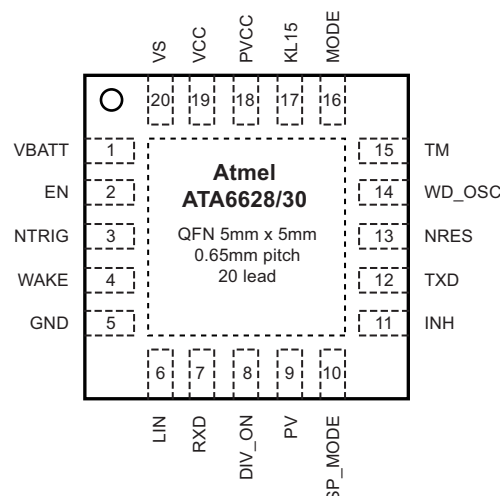 VS
VCC
PVCC
KL15
MODE
20
19
18
17
16
VBATT
1
EN
2
NTRIG
3
WAKE
4
GND
5
Atmel
ATA6628/30
QFN 5mm x 5mm
0.65mm pitch
20 lead
15
TM
14
WD_OSC
13
NRES
12
TXD
11
INH
6
7
8
9
10
LIN
RXD
DIV_ON
PV
SP_MODE